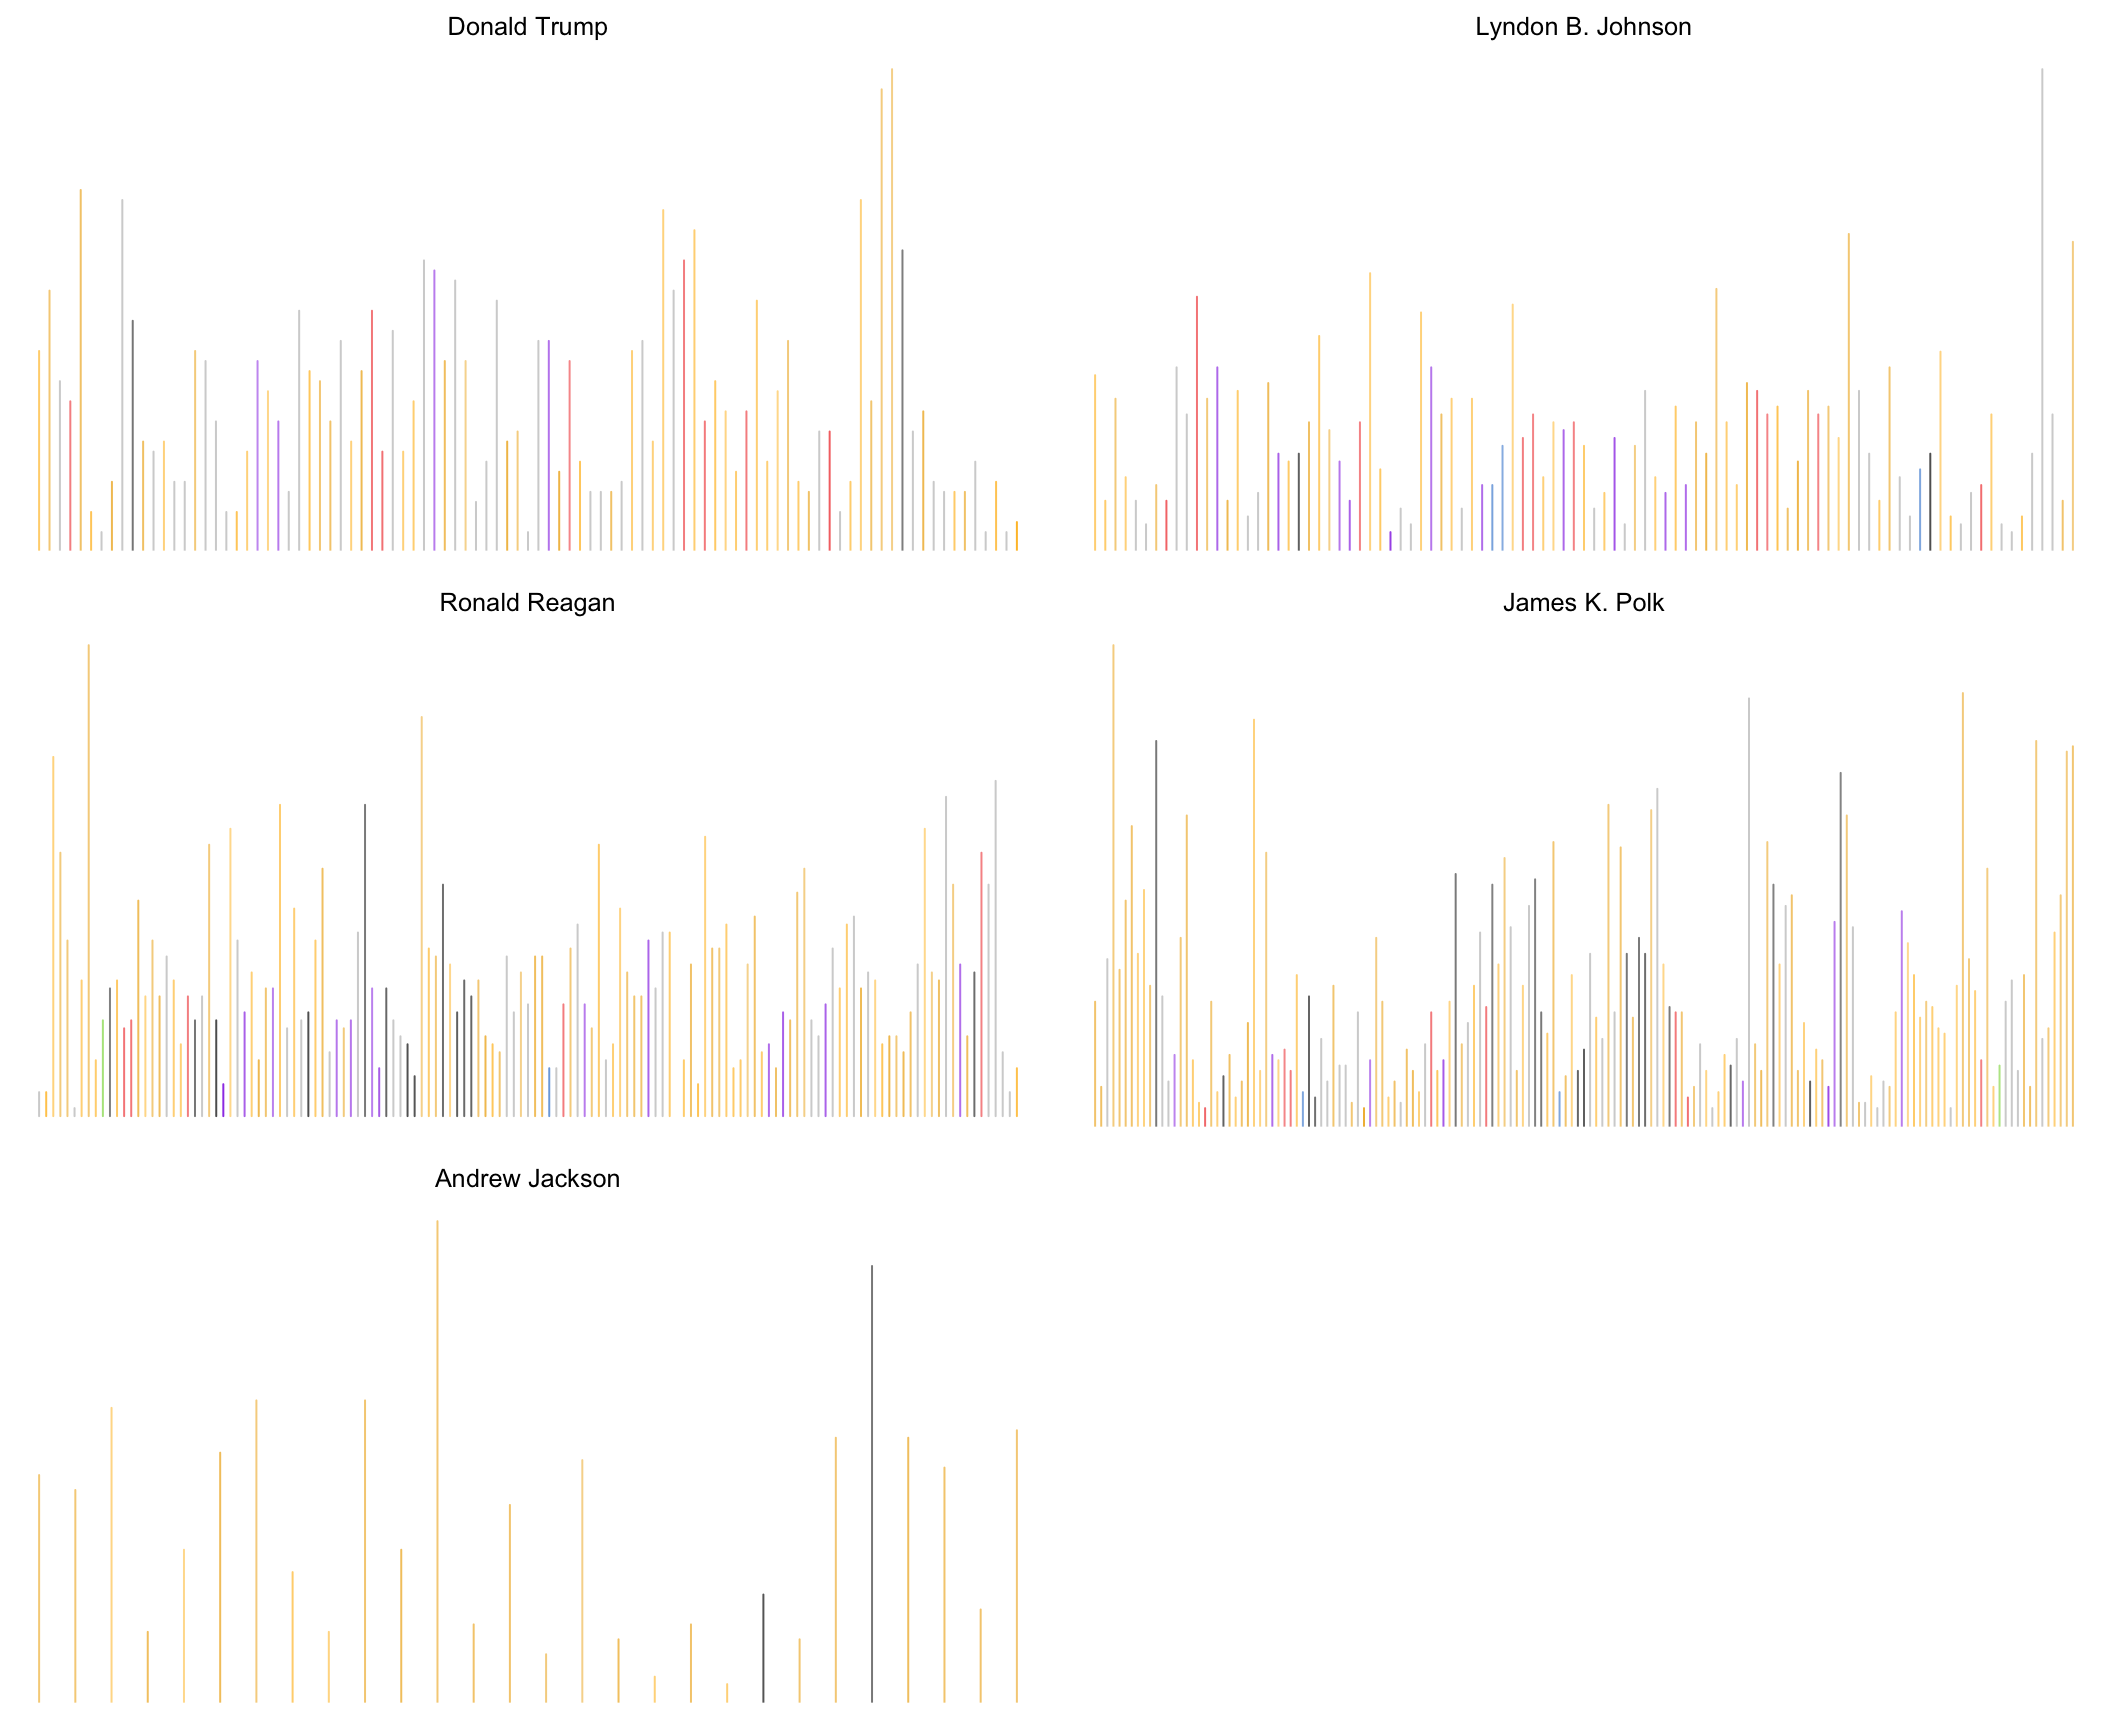 Donald Trump
Lyndon B. Johnson
Ronald Reagan
James K. Polk
Andrew Jackson